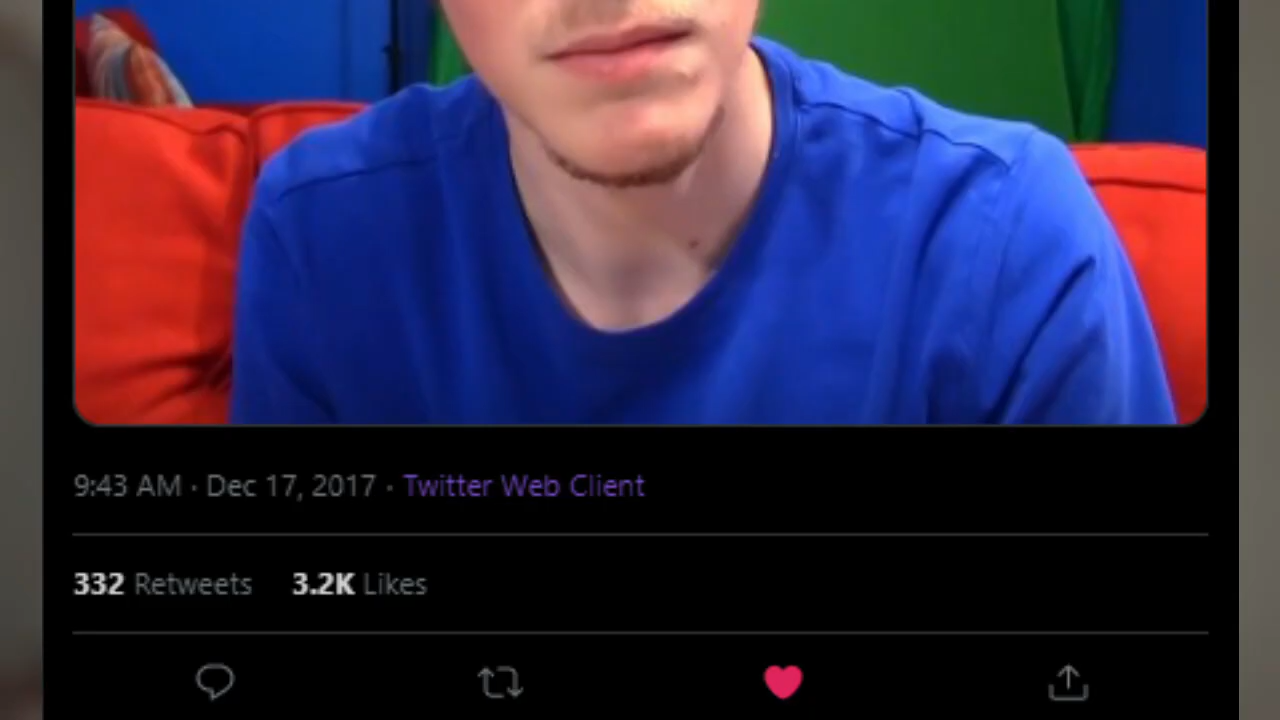 9:43 AM · Dec 17, 2017 · Twitter Web Client
332 Retweets 3.2K Likes